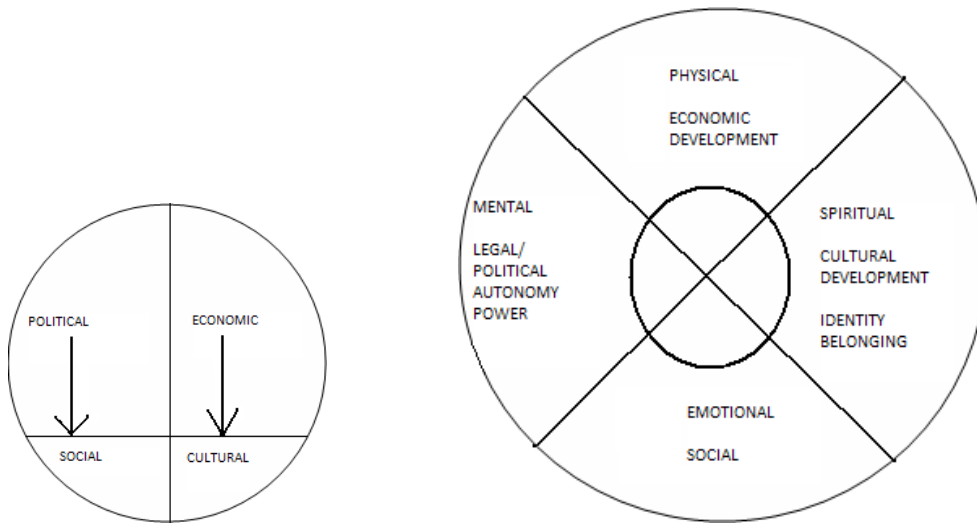 POLITICAL
ECONOMIC
SOCIAL
CULTURAL
PHYSICAL
ECONOMIC
DEVELOPMENT
MENTAL
LEGAL/
POLITICAL
AUTONOMY
POWER
SPIRITUAL
CULTURAL
DEVELOPMENT
IDENTITY
BELONGING
EMOTIONAL
SOCIAL